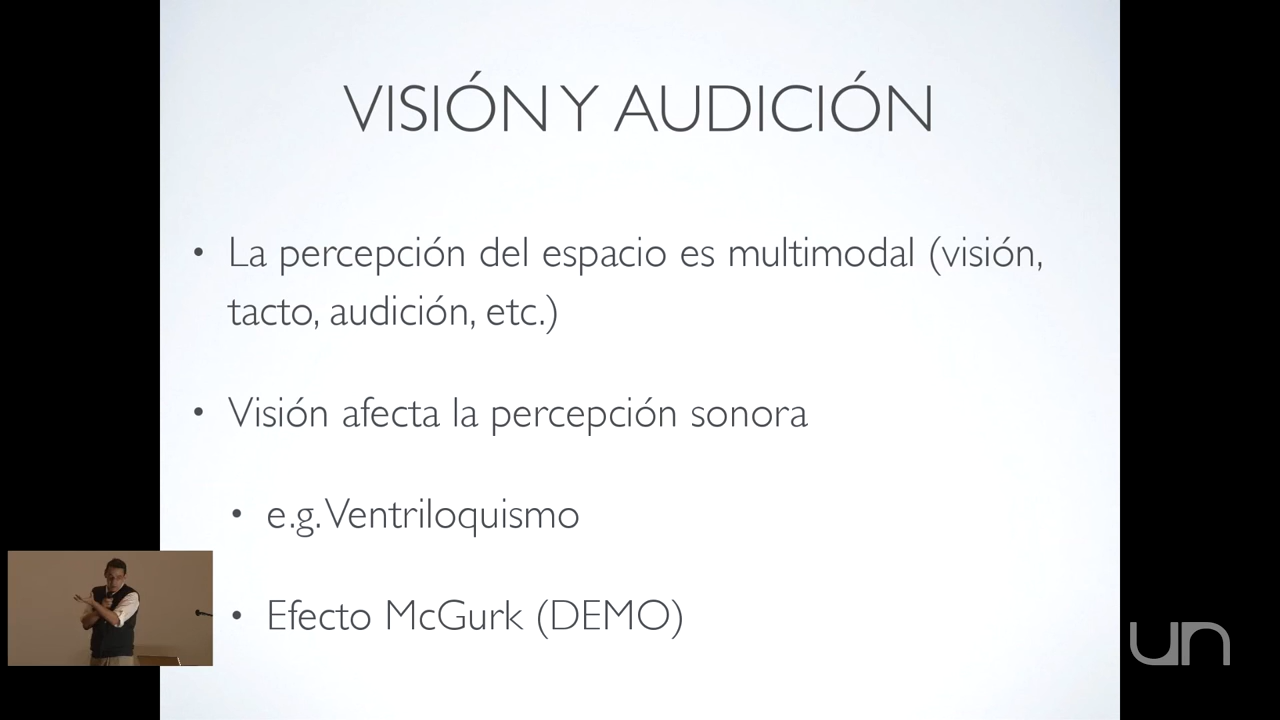 VISIÓN Y AUDICIÓN
• La percepción del espacio es multimodal (visión,
tacto, audición, etc.)
• Visión afecta la percepción sonora
• e.g. Ventriloquismo
• Efecto McGurk (DEMO)
un